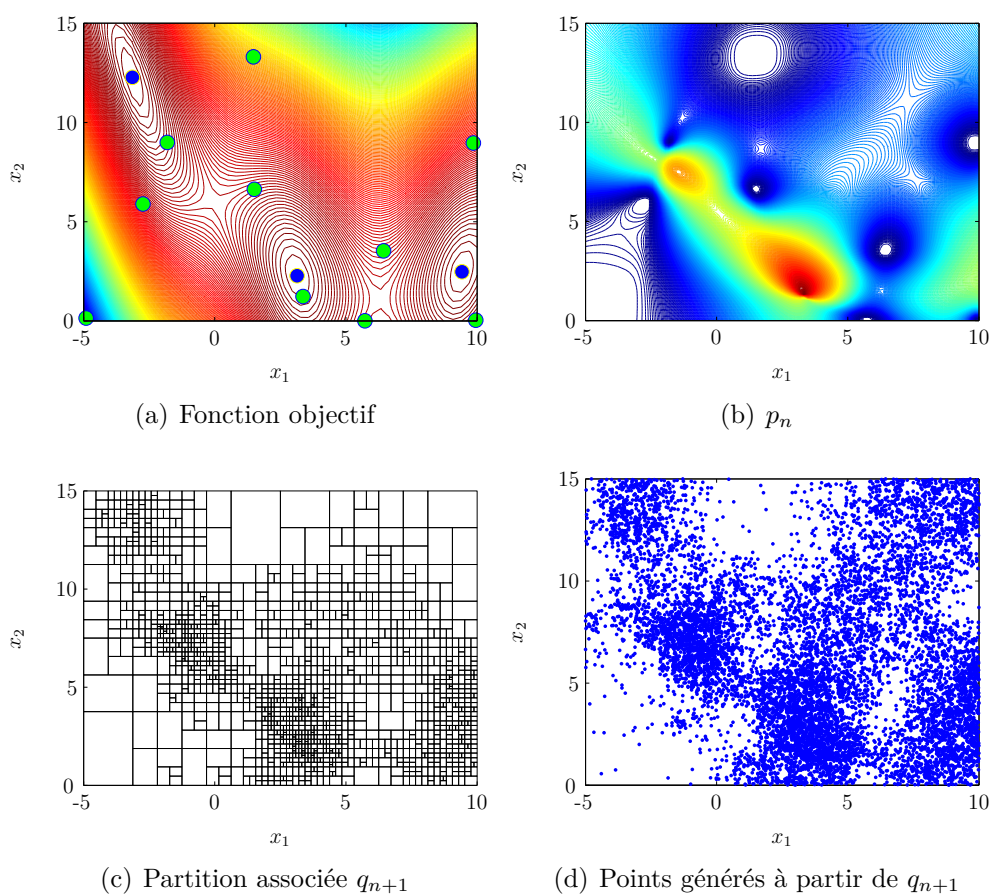 15
10
5
0
x₂
-5
0
5
10
x₁
(a) Fonction objectif
15
10
5
0
x₂
-5
0
5
10
x₁
(b) pₙ
15
10
5
0
x₂
-5
0
5
10
x₁
(c) Partition associée qₙ₊₁
15
10
5
0
x₂
-5
0
5
10
x₁
(d) Points générés à partir de qₙ₊₁